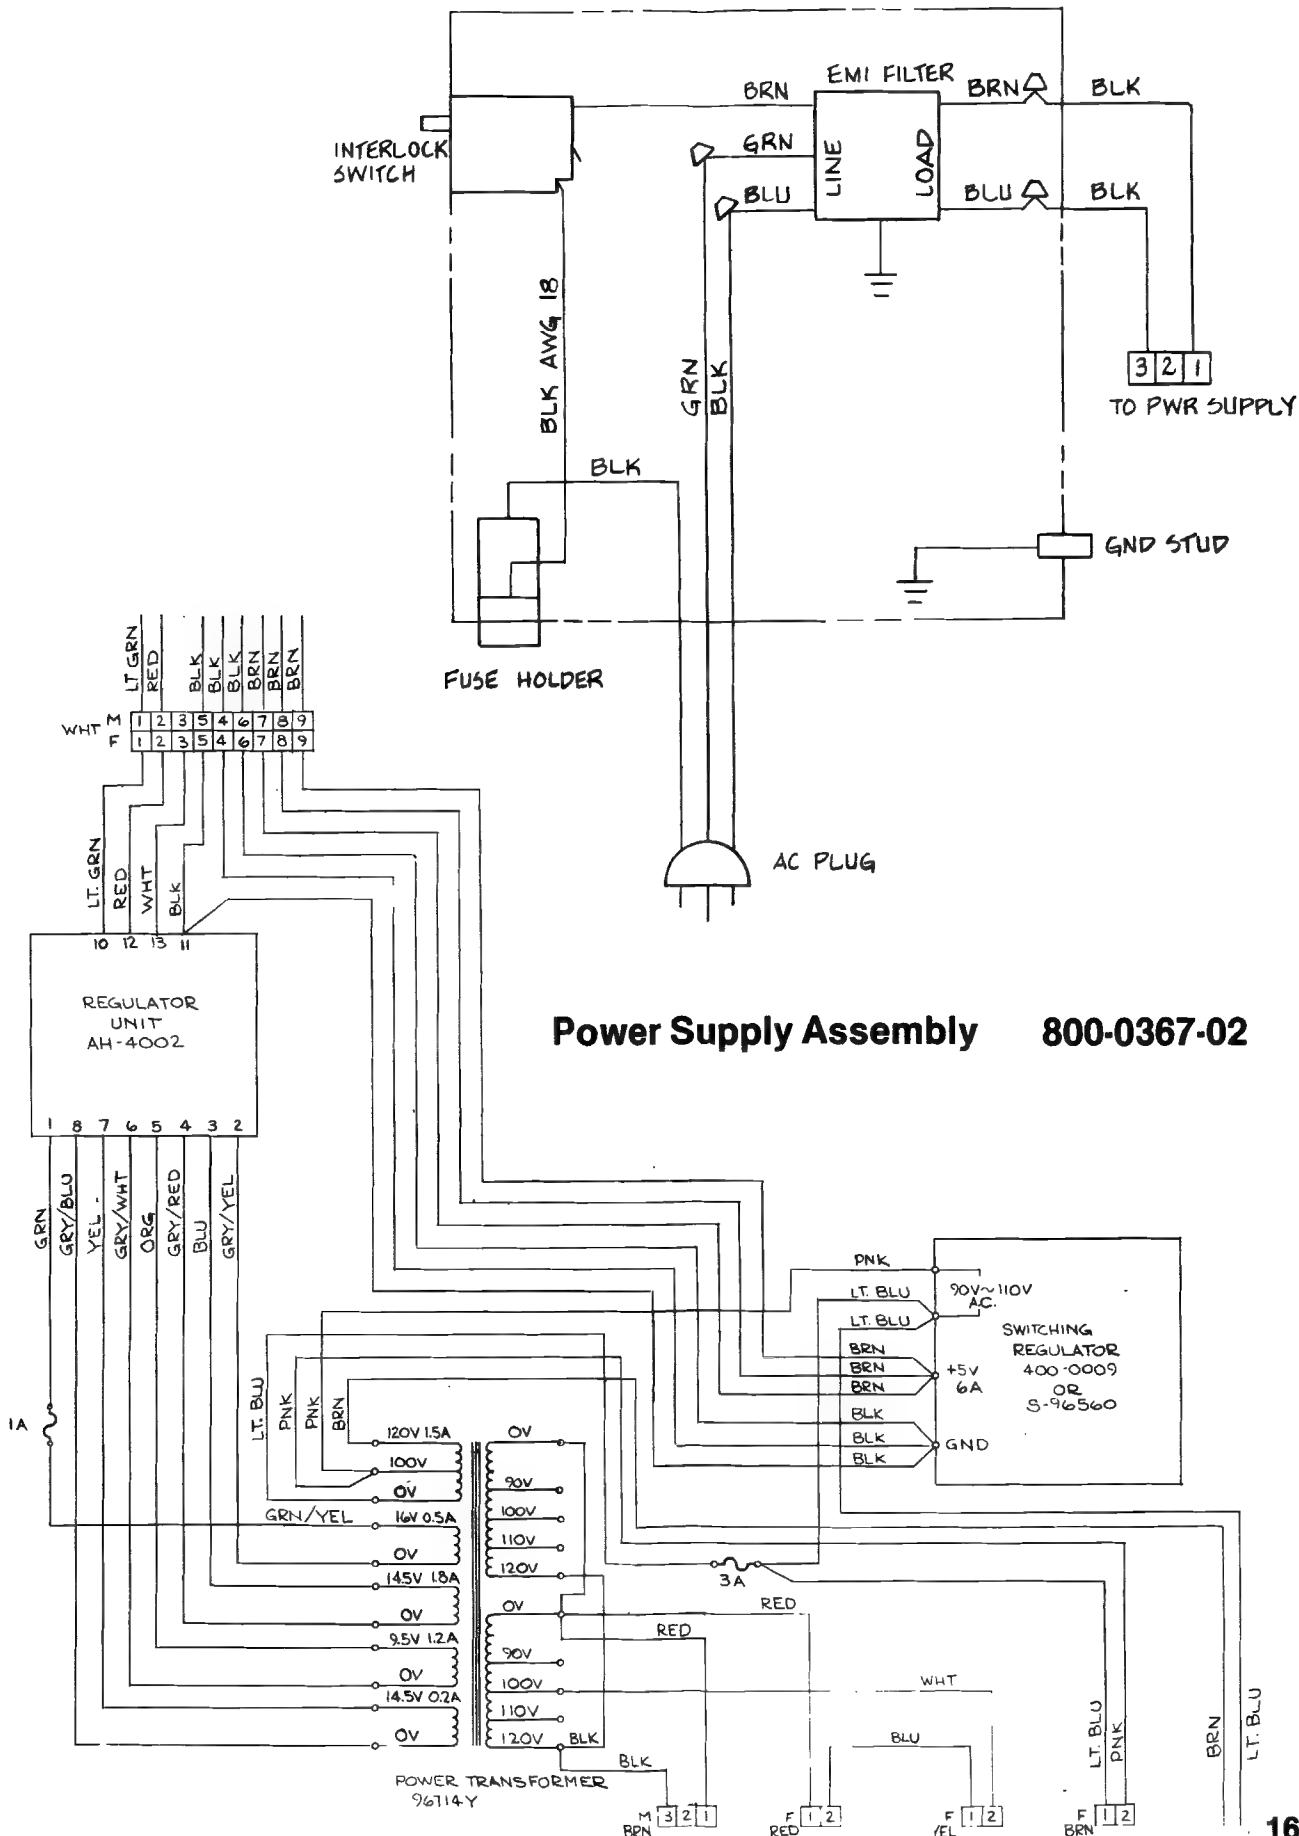 EMI FILTER
BRN
BRN
BLK
INTERLOCK
SWITCH
GRN
LINE
LOAD
BLU
BLU
BLK
BLK AWG 18
GRN
BLK
3 2 1
TO PWR SUPPLY
BLK
GND STUD
FUSE HOLDER
AC PLUG
LT GRN
RED
BLK
BLK
BLK
BRN
BRN
BRN
WHT
M 1 2 3 5 4 6 7 8 9
F 1 2 3 5 4 6 7 8 9
LT. GRN
RED
WHT
BLK
10 12 13 11
REGULATOR
UNIT
AH-4002
1 8 7 6 5 4 3 2
Power Supply Assembly 800-0367-02
GRN
GRY/BLU
YEL
GRY/WHT
ORG
GRY/RED
BLU
GRY/YEL
PNK
LT. BLU
LT. BLU
90V~110V
A.C.
SWITCHING
REGULATOR
400-0009
OR
S-96560
BRN
BRN
BRN
+5V
6A
BLK
BLK
BLK
GND
1A
LT. BLU
PNK
PNK
BRN
120V 1.5A
100V
0V
GRN/YEL
16V 0.5A
0V
14.5V 1.8A
0V
9.5V 1.2A
0V
14.5V 0.2A
0V
0V
90V
100V
110V
120V
0V
90V
100V
110V
120V
BLK
BLK
3A
RED
RED
WHT
BLU
LT. BLU
PNK
BRN
LT. BLU
POWER TRANSFORMER
96714Y
M 3 2 1
BRN
F 1 2
RED
F 1 2
YEL
F 1 2
BRN
16